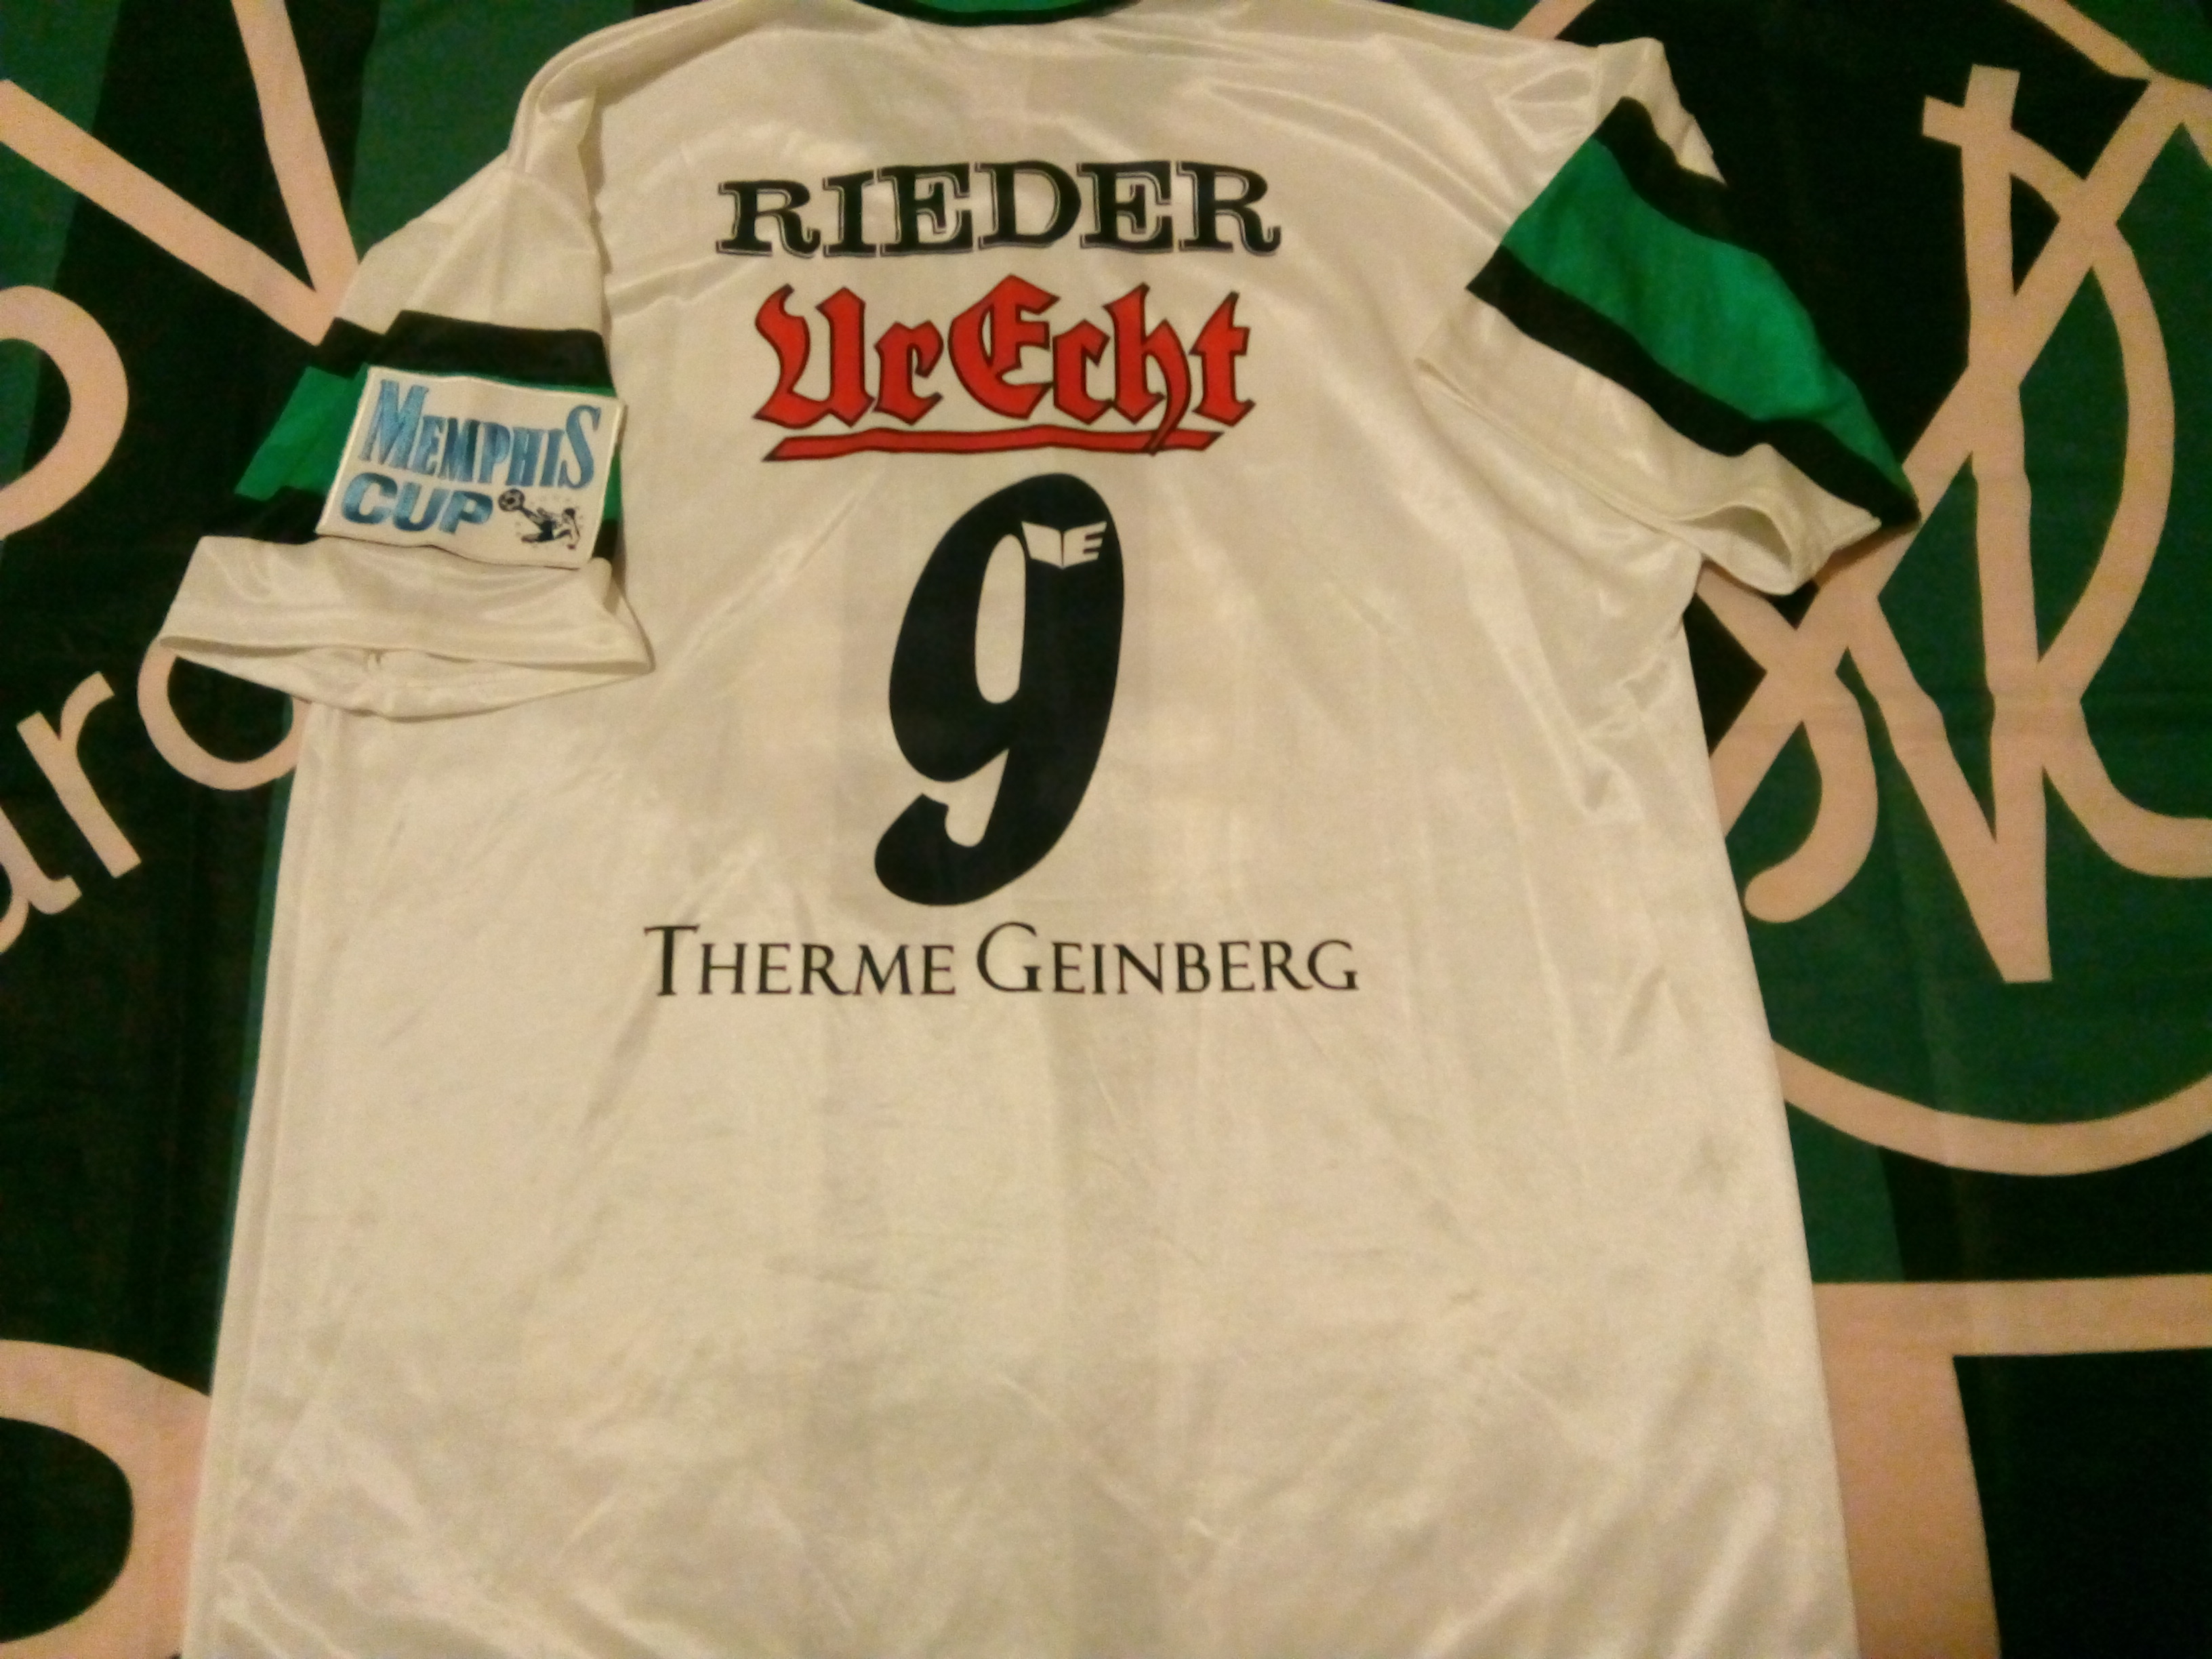 RIEDER
UrEcht
MEMPHIS
CUP
9
THERME GEINBERG